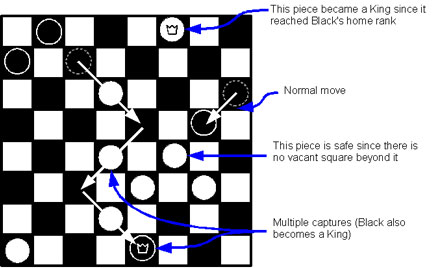 This piece became a King since it
reached Black's home rank
Normal move
This piece is safe since there is
no vacant square beyond it
Multiple captures (Black also
becomes a King)